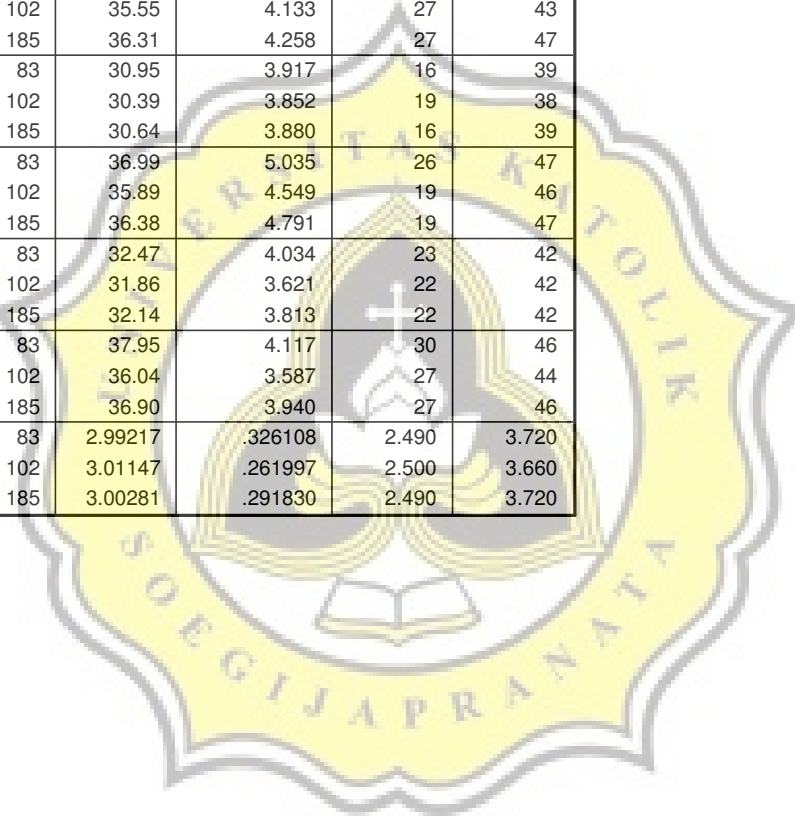 102 35.55 4.133 27 43
185 36.31 4.258 27 47
83 30.95 3.917 16 39
102 30.39 3.852 19 38
185 30.64 3.880 16 39
83 36.99 5.035 26 47
102 35.89 4.549 19 46
185 36.38 4.791 19 47
83 32.47 4.034 23 42
102 31.86 3.621 22 42
185 32.14 3.813 22 42
83 37.95 4.117 30 46
102 36.04 3.587 27 44
185 36.90 3.940 27 46
83 2.99217 .326108 2.490 3.720
102 3.01147 .261997 2.500 3.660
185 3.00281 .291830 2.490 3.720
UNIVERSITAS KATOLIK
SOEGIJAPRANATA